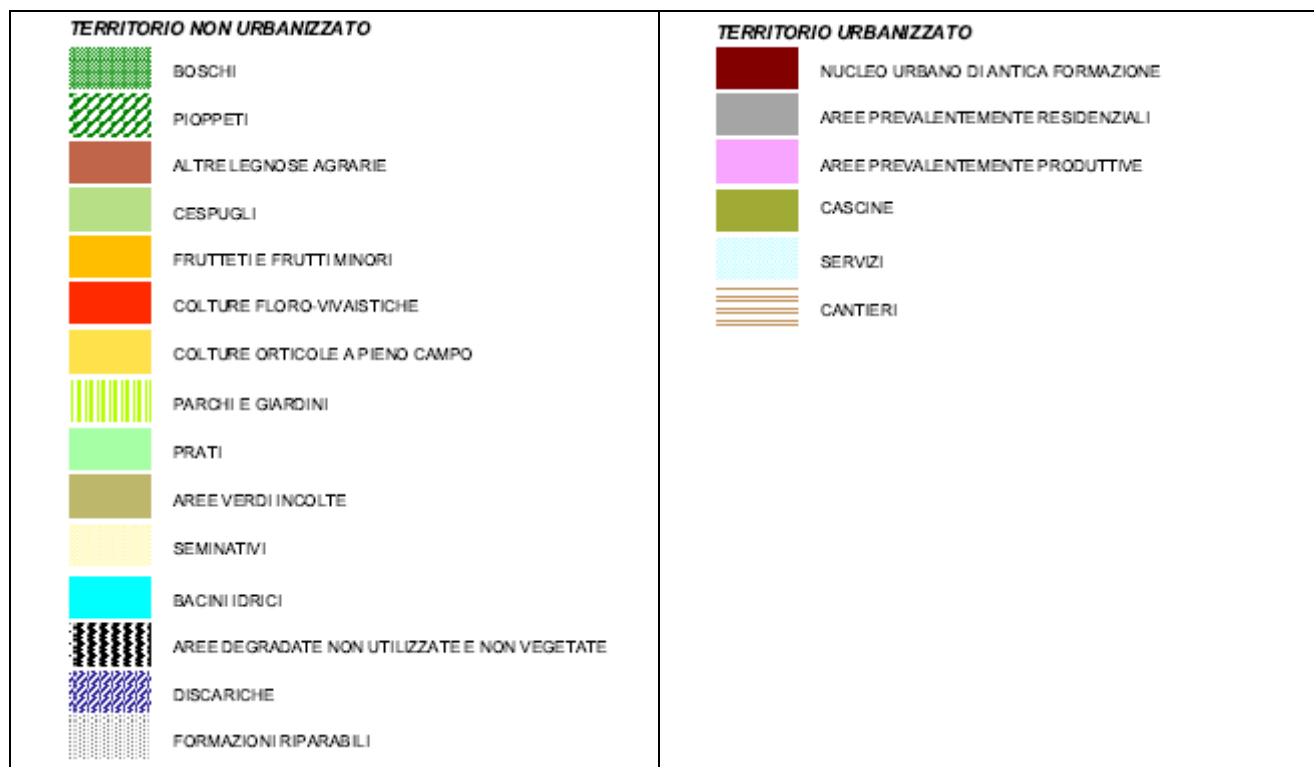 TERRITORIO NON URBANIZZATO
BOSCHI
PIOPPETI
ALTRE LEGNOSE AGRARIE
CESPUGLI
FRUTTETI E FRUTTI MINORI
COLTURE FLORO-VIVAISTICHE
COLTURE ORTICOLE A PIENO CAMPO
PARCHI E GIARDINI
PRATI
AREE VERDI INCOLTE
SEMINATIVI
BACINI IDRICI
AREE DEGRADATE NON UTILIZZATE E NON VEGETATE
DISCARICHE
FORMAZIONI RIPARABILI
TERRITORIO URBANIZZATO
NUCLEO URBANO DI ANTICA FORMAZIONE
AREE PREVALENTEMENTE RESIDENZIALI
AREE PREVALENTEMENTE PRODUTTIVE
CASCINE
SERVIZI
CANTIERI